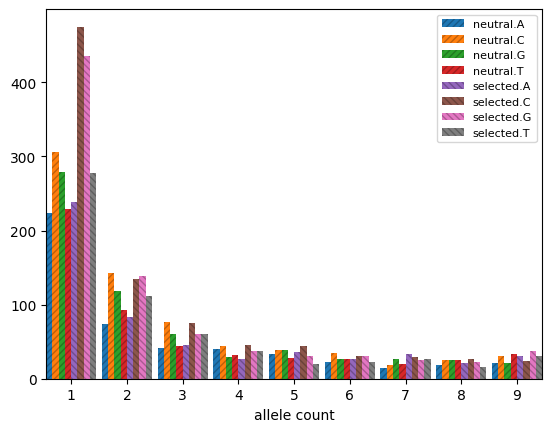 neutral.A
neutral.C
neutral.G
neutral.T
selected.A
selected.C
selected.G
selected.T
400
300
200
100
0
1 2 3 4 5 6 7 8 9
allele count